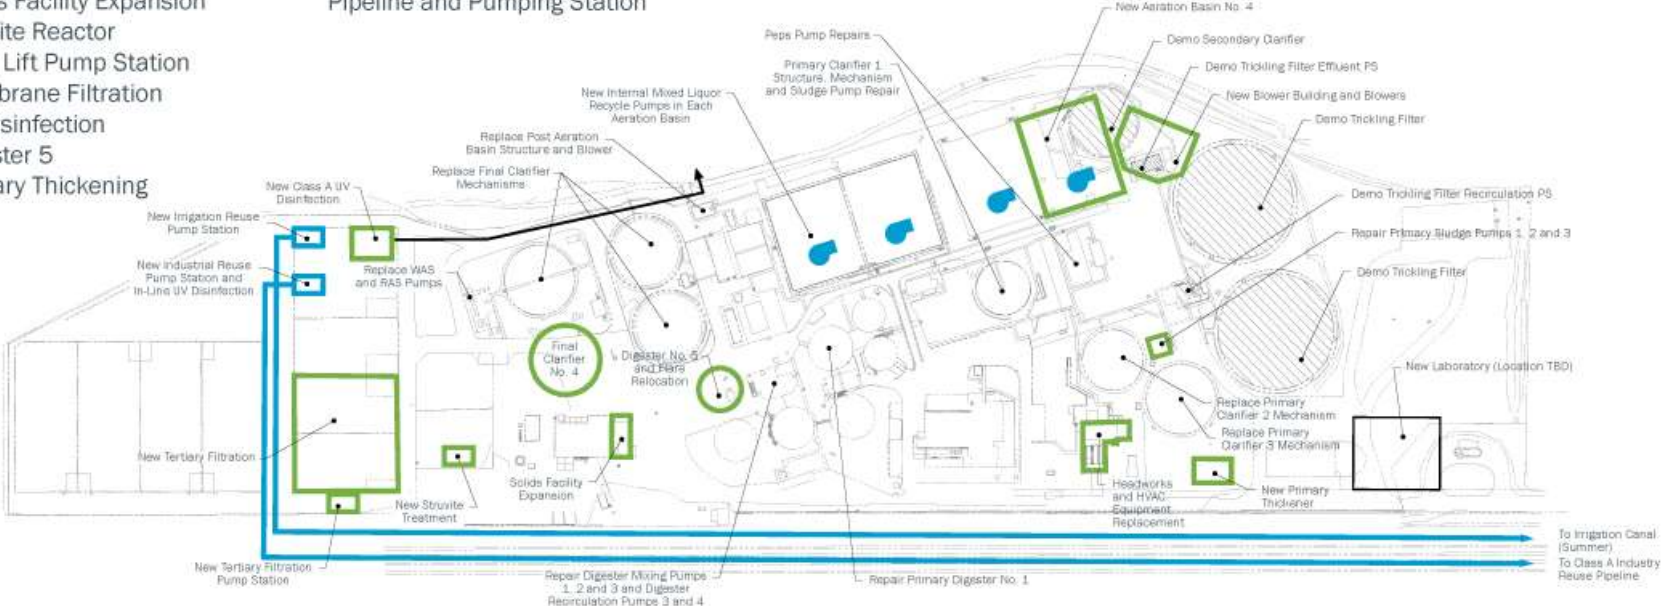 s Facility Expansion
ite Reactor
Lift Pump Station
brane Filtration
isinfection
ster 5
ary Thickening
Pipeline and Pumping Station
New Aeration Basin No. 4
Peps Pump Repairs
Demo Secondary Clarifier
Primary Clarifier 1
Structure, Mechanism
and Sludge Pump Repair
Demo Trickling Filter Effluent PS
New Internal Mixed Liquor
Recycle Pumps in Each
Aeration Basin
New Blower Building and Blowers
Demo Trickling Filter
Replace Post Aeration
Basin Structure and Blower
Replace Final Clarifier
Mechanisms
New Class A UV
Disinfection
Demo Trickling Filter Recirculation PS
New Irrigation Reuse
Pump Station
Repair Primary Sludge Pumps 1, 2 and 3
New Industrial Reuse
Pump Station and
In-Line UV Disinfection
Replace WAS
and RAS Pumps
Demo Trickling Filter
Final
Clarifier
No. 4
Digester No. 5
and Flare
Relocation
New Laboratory (Location TBD)
Replace Primary
Clarifier 2 Mechanism
Replace Primary
Clarifier 3 Mechanism
New Tertiary Filtration
Solids Facility
Expansion
Headworks
and HVAC
Equipment
Replacement
New Primary
Thickener
New Struvite
Treatment
To Irrigation Canal
(Summer)
To Class A Industry
Reuse Pipeline
New Tertiary Filtration
Pump Station
Repair Digester Mixing Pumps
1, 2 and 3 and Digester
Recirculation Pumps 3 and 4
Repair Primary Digester No. 1